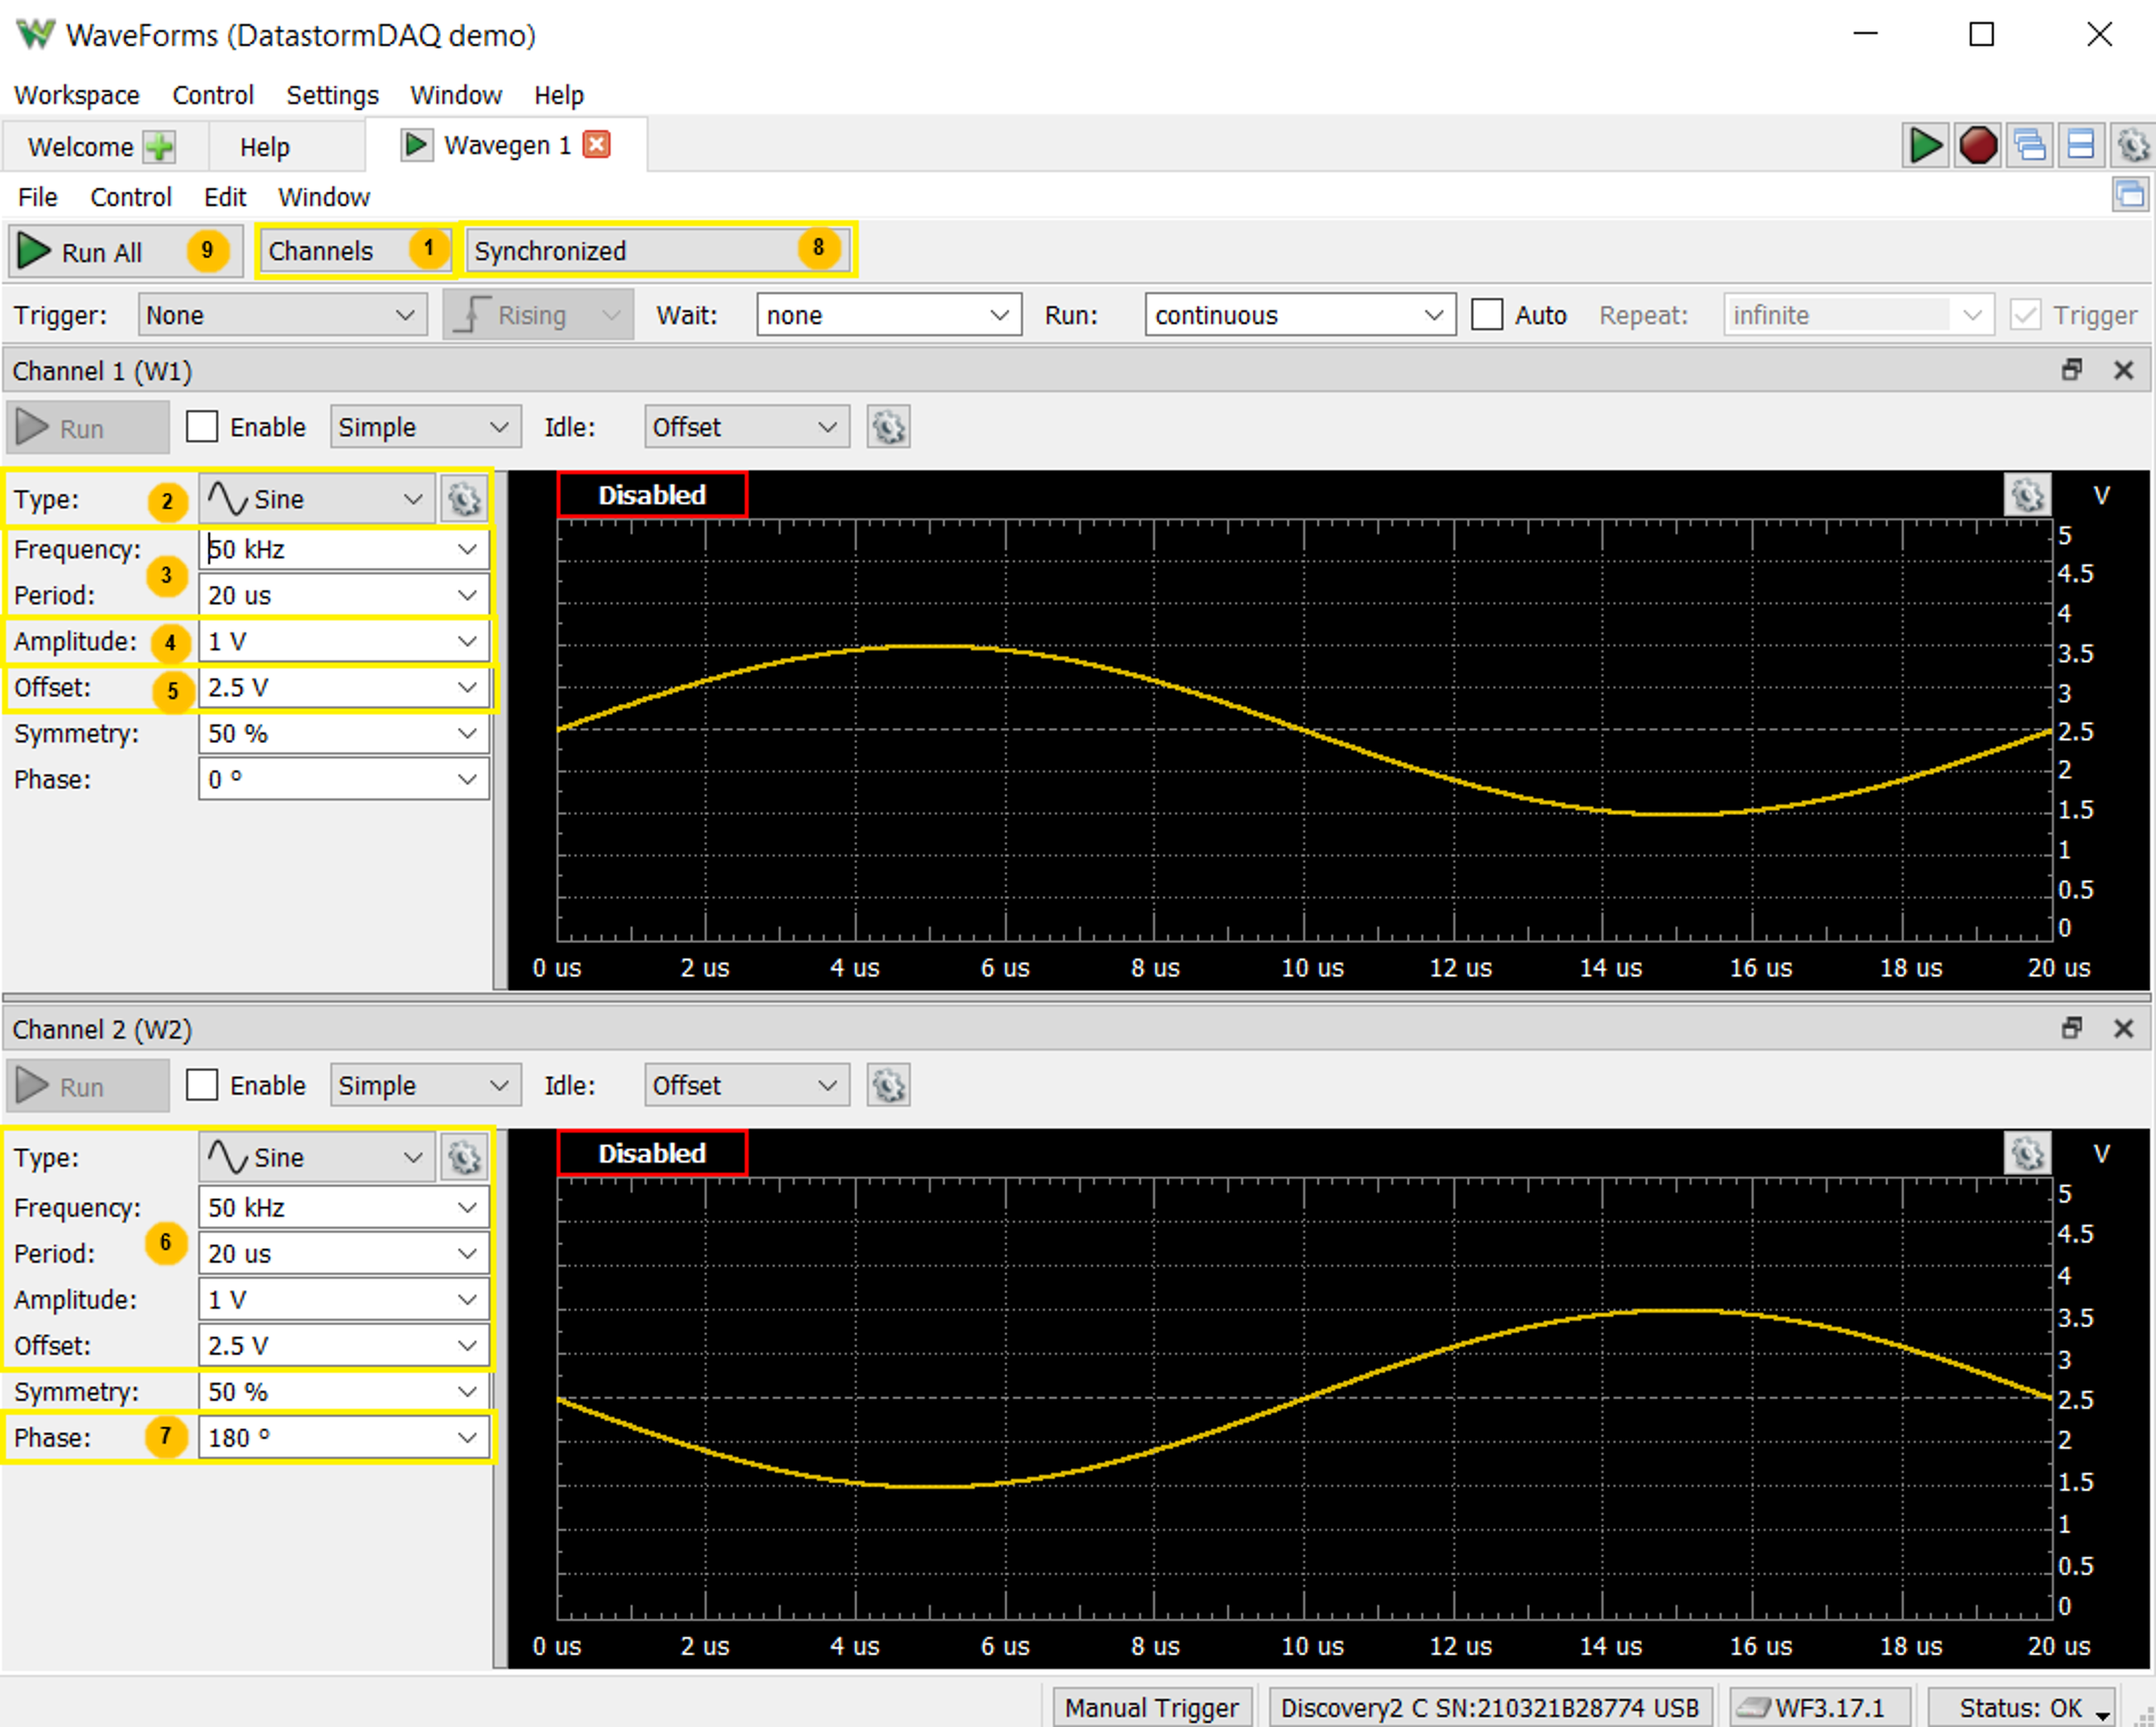 WaveForms (DatastormDAQ demo)
Workspace Control Settings Window Help
Welcome Help Wavegen 1
File Control Edit Window
Run All 9 Channels 1 Synchronized 8
Trigger: None Rising Wait: none Run: continuous Auto Repeat: infinite Trigger
Channel 1 (W1)
Run Enable Simple Idle: Offset
Type: 2 Sine
Frequency: 50 kHz
3
Period: 20 us
Amplitude: 4 1 V
Offset: 5 2.5 V
Symmetry: 50 %
Phase: 0 º
Disabled
V
5
4.5
4
3.5
3
2.5
2
1.5
1
0.5
0
0 us 2 us 4 us 6 us 8 us 10 us 12 us 14 us 16 us 18 us 20 us
Channel 2 (W2)
Run Enable Simple Idle: Offset
Type: Sine
Frequency: 50 kHz
6
Period: 20 us
Amplitude: 1 V
Offset: 2.5 V
Symmetry: 50 %
Phase: 7 180 º
Disabled
V
5
4.5
4
3.5
3
2.5
2
1.5
1
0.5
0
0 us 2 us 4 us 6 us 8 us 10 us 12 us 14 us 16 us 18 us 20 us
Manual Trigger Discovery2 C SN:210321B28774 USB WF3.17.1 Status: OK